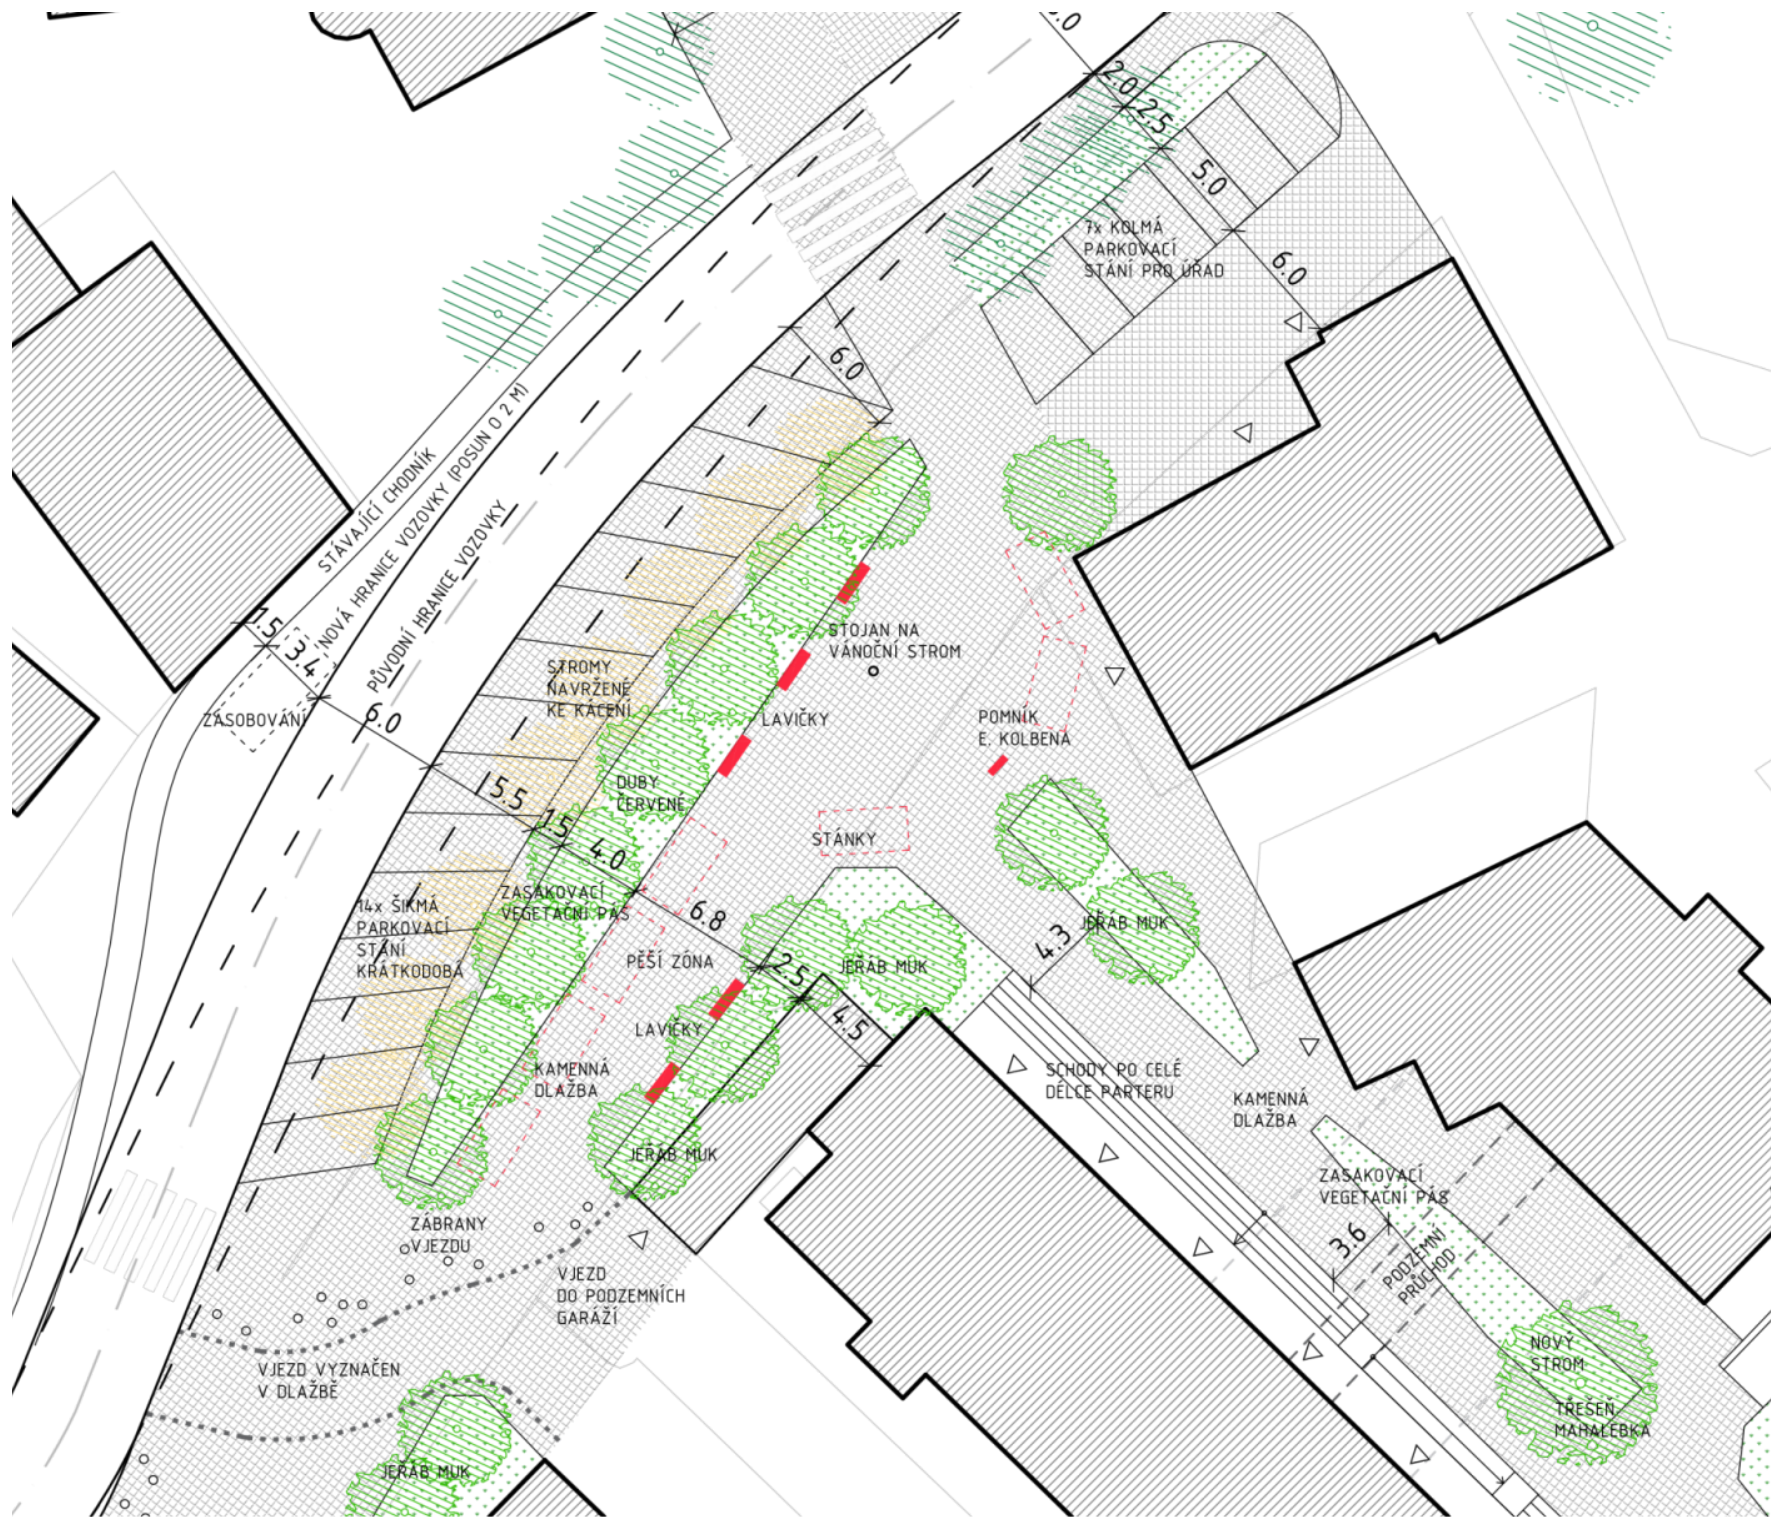 2.0
2.5
5.0
7x KOLMÁ
PARKOVACÍ
STÁNÍ PRO ÚŘAD
6.0
6.0
STÁVAJÍCÍ CHODNÍK
NOVÁ HRANICE VOZOVKY (POSUN O 2 M)
PŮVODNÍ HRANICE VOZOVKY
1.5
3.4
ZÁSOBOVÁNÍ
6.0
STROMY
NAVRŽENÉ
KE KÁCENÍ
STOJAN NA
VÁNOČNÍ STROM
LAVIČKY
POMNÍK
E. KOLBENA
5.5
1.5
4.0
DUBY
ČERVENÉ
STÁNKY
ZASAKOVACÍ
VEGETAČNÍ PÁS
14x ŠIKMÁ
PARKOVACÍ
STÁNÍ
KRÁTKODOBÁ
6.8
PĚŠÍ ZÓNA
2.5
JEŘÁB MUK
4.3
JEŘÁB MUK
LAVIČKY
4.5
KAMENNÁ
DLAŽBA
SCHODY PO CELÉ
DÉLCE PARTERU
KAMENNÁ
DLAŽBA
JEŘÁB MUK
ZASAKOVACÍ
VEGETAČNÍ PÁS
3.6
PODZEMNÍ
PRŮCHOD
ZÁBRANY
VJEZDU
VJEZD
DO PODZEMNÍCH
GARÁŽÍ
VJEZD VYZNAČEN
V DLAŽBĚ
NOVÝ
STROM
TŘEŠEŇ
MAHALEBKA
JEŘÁB MUK